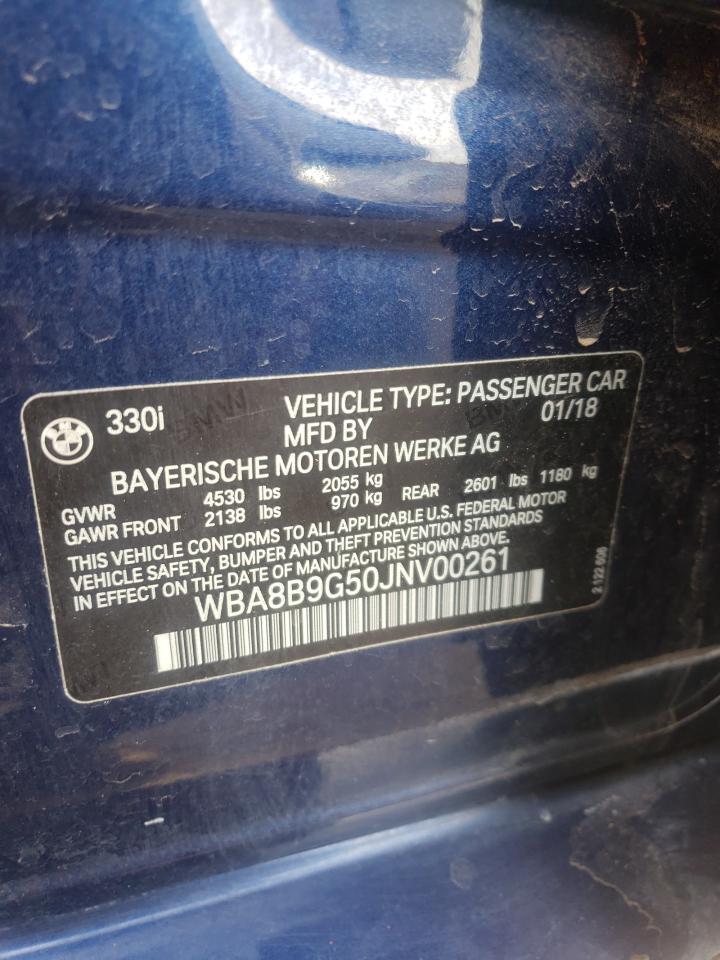 330i
VEHICLE TYPE: PASSENGER CAR
MFD BY 01/18
BAYERISCHE MOTOREN WERKE AG
GVWR 4530 lbs 2055 kg
GAWR FRONT 2138 lbs 970 kg REAR 2601 lbs 1180 kg
THIS VEHICLE CONFORMS TO ALL APPLICABLE U.S. FEDERAL MOTOR
VEHICLE SAFETY, BUMPER AND THEFT PREVENTION STANDARDS
IN EFFECT ON THE DATE OF MANUFACTURE SHOWN ABOVE.
WBA8B9G50JNV00261
BMW
BMW